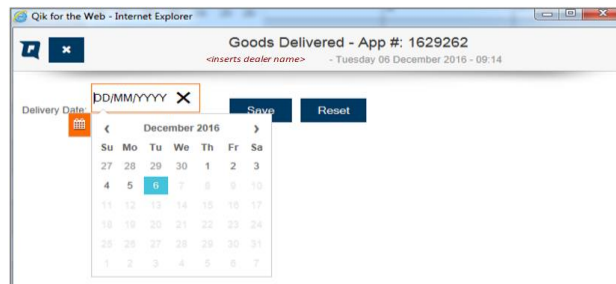 Qik for the Web - Internet Explorer
Goods Delivered - App #: 1629262
<inserts dealer name> - Tuesday 06 December 2016 - 09:14
DD/MM/YYYY
Delivery Date:
Save Reset
December 2016
Su Mo Tu We Th Fr Sa
27 28 29 30 1 2 3
4 5 6 7 8 9 10
11 12 13 14 15 16 17
18 19 20 21 22 23 24
25 26 27 28 29 30 31
1 2 3 4 5 6 7